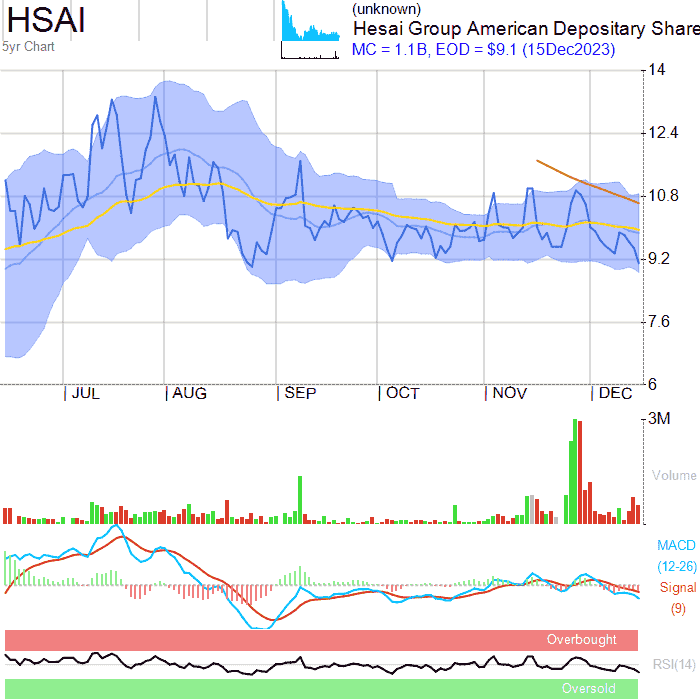 HSAI
5yr Chart
(unknown)
Hesai Group American Depositary Share
MC = 1.1B, EOD = $9.1 (15Dec2023)
14
12.4
10.8
9.2
7.6
6
JUL AUG SEP OCT NOV DEC
3M
Volume
MACD
(12-26)
Signal
(9)
Overbought
RSI(14)
Oversold